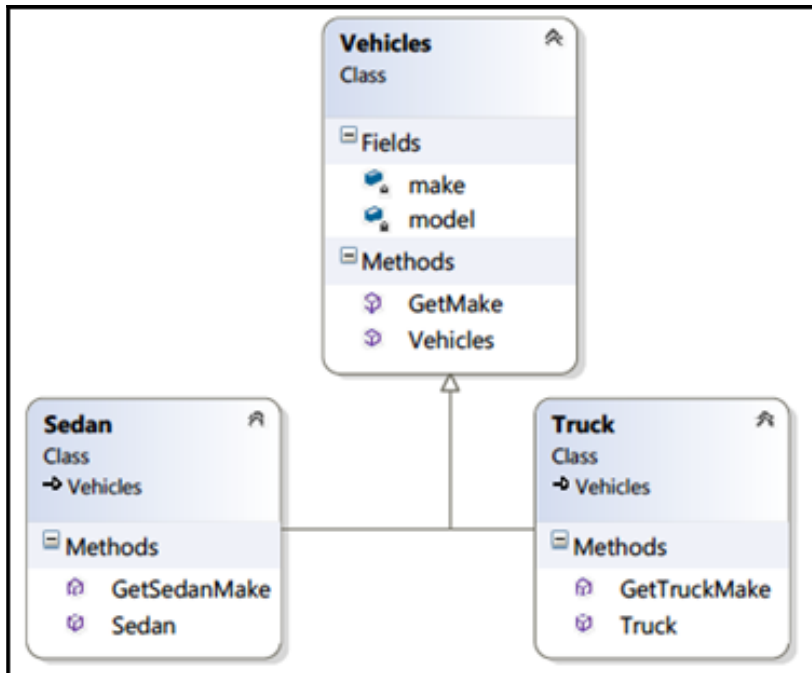 Vehicles
Class
Fields
make
model
Methods
GetMake
Vehicles
Sedan
Class
Vehicles
Methods
GetSedanMake
Sedan
Truck
Class
Vehicles
Methods
GetTruckMake
Truck